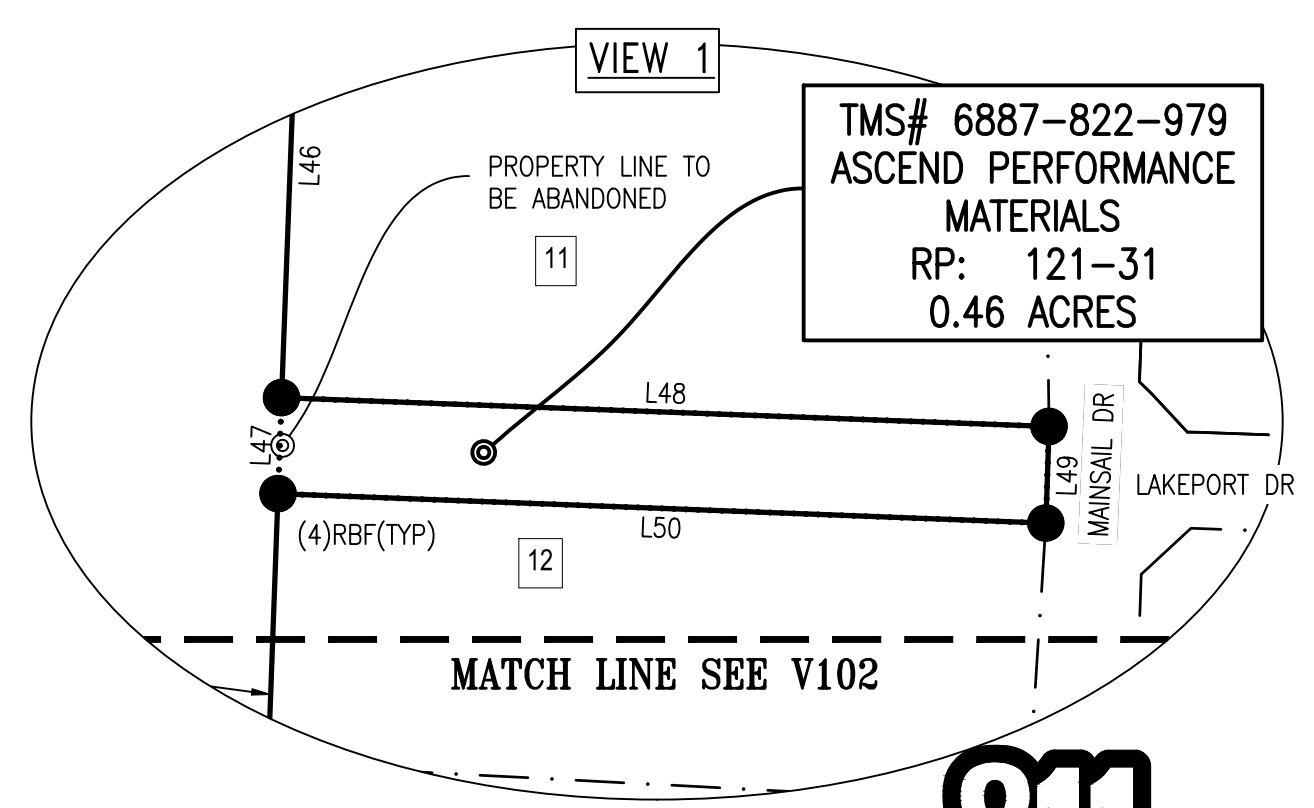 VIEW 1
TMS# 6887-822-979
ASCEND PERFORMANCE
MATERIALS
RP: 121-31
0.46 ACRES
L46
PROPERTY LINE TO
BE ABANDONED
11
L48
L47
L49
MAINSAIL DR
LAKEPORT DR
(4)RBF(TYP)
L50
12
MATCH LINE SEE V102
811